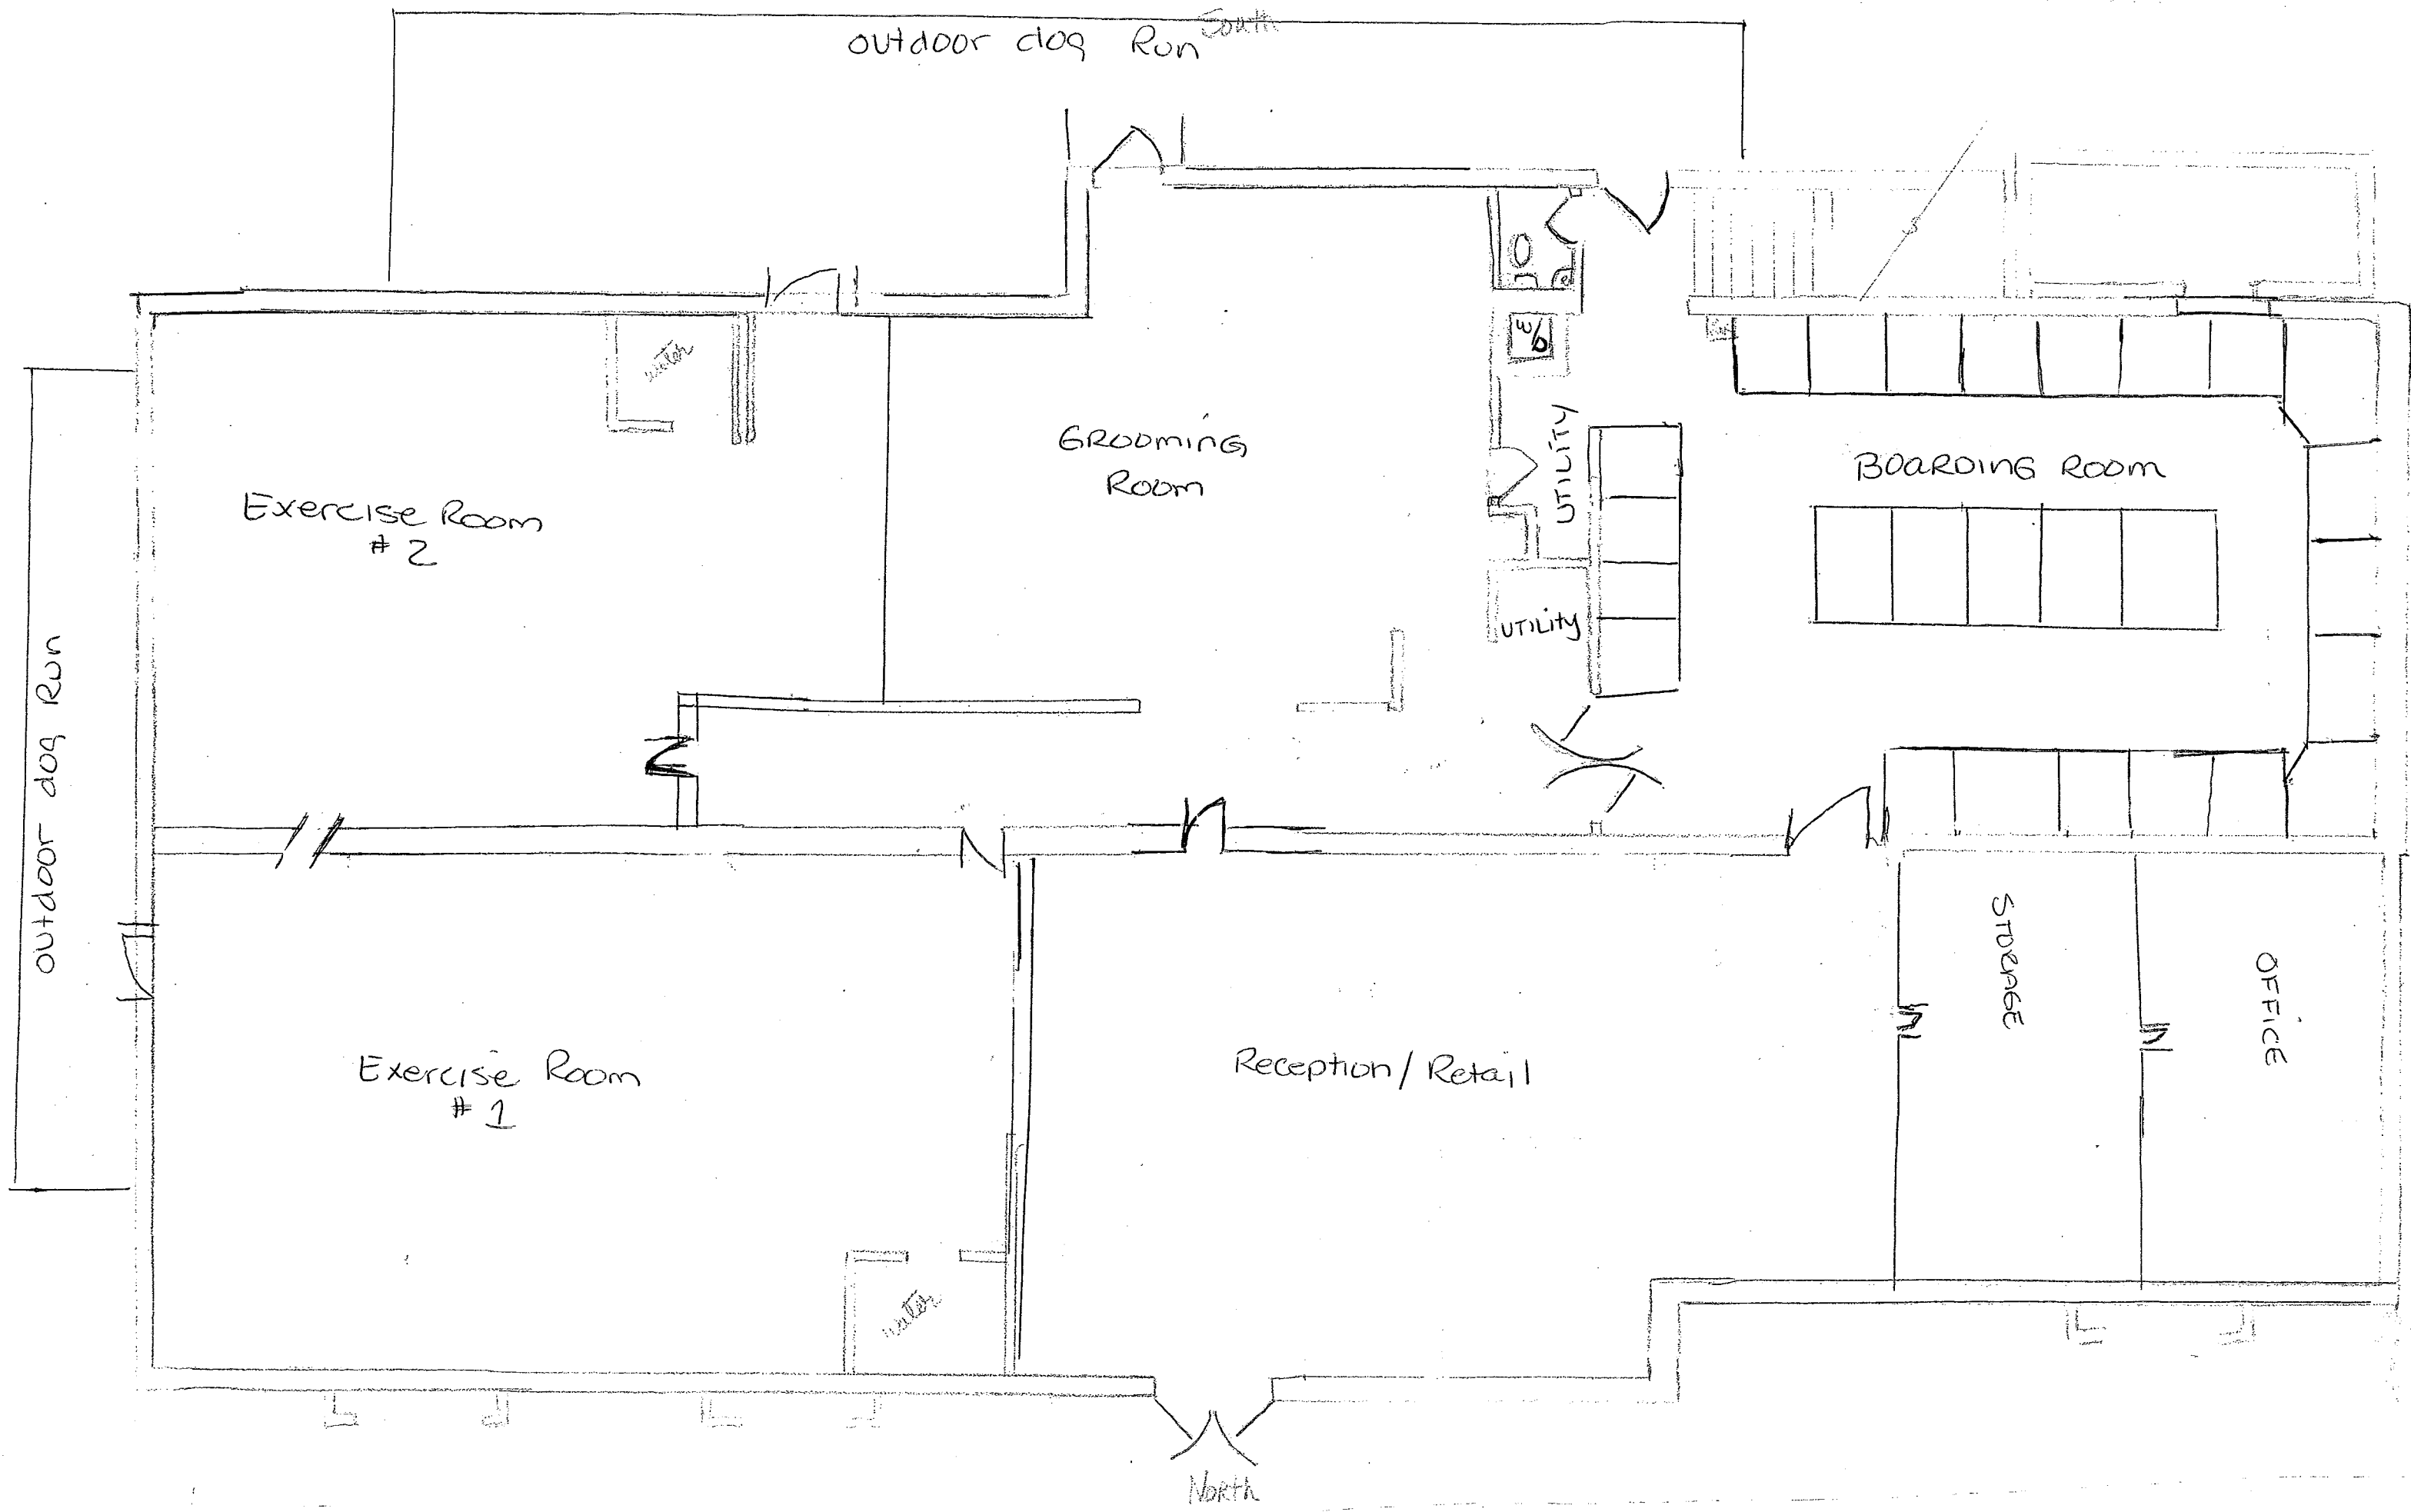 South
outdoor dog Run
water
W/D
GROOMING
ROOM
UTILITY
BOARDING ROOM
Exercise Room
# 2
UTILITY
outdoor dog Run
STORAGE
OFFICE
Exercise Room
# 1
Reception / Retail
water
North